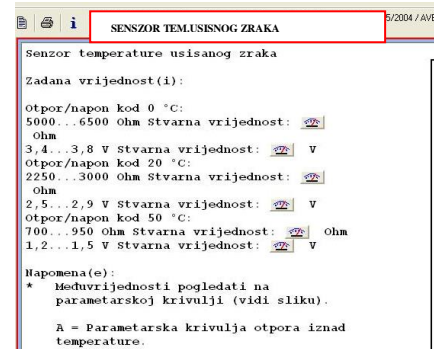 SENSZOR TEM.USISNOG ZRAKA
5/2004 / AVE
Senzor temperature usisanog zraka
Zadana vrijednost(i):
Otpor/napon kod 0 °C:
5000...6500 Ohm Stvarna vrijednost:
Ohm
3,4...3,8 V Stvarna vrijednost: V
Otpor/napon kod 20 °C:
2250...3000 Ohm Stvarna vrijednost:
Ohm
2,5...2,9 V Stvarna vrijednost: V
Otpor/napon kod 50 °C:
700...950 Ohm Stvarna vrijednost: Ohm
1,2...1,5 V Stvarna vrijednost: V
Napomena(e):
* Međuvrijednosti pogledati na
parametarskoj krivulji (vidi sliku).
A = Parametarska krivulja otpora iznad
temperature.